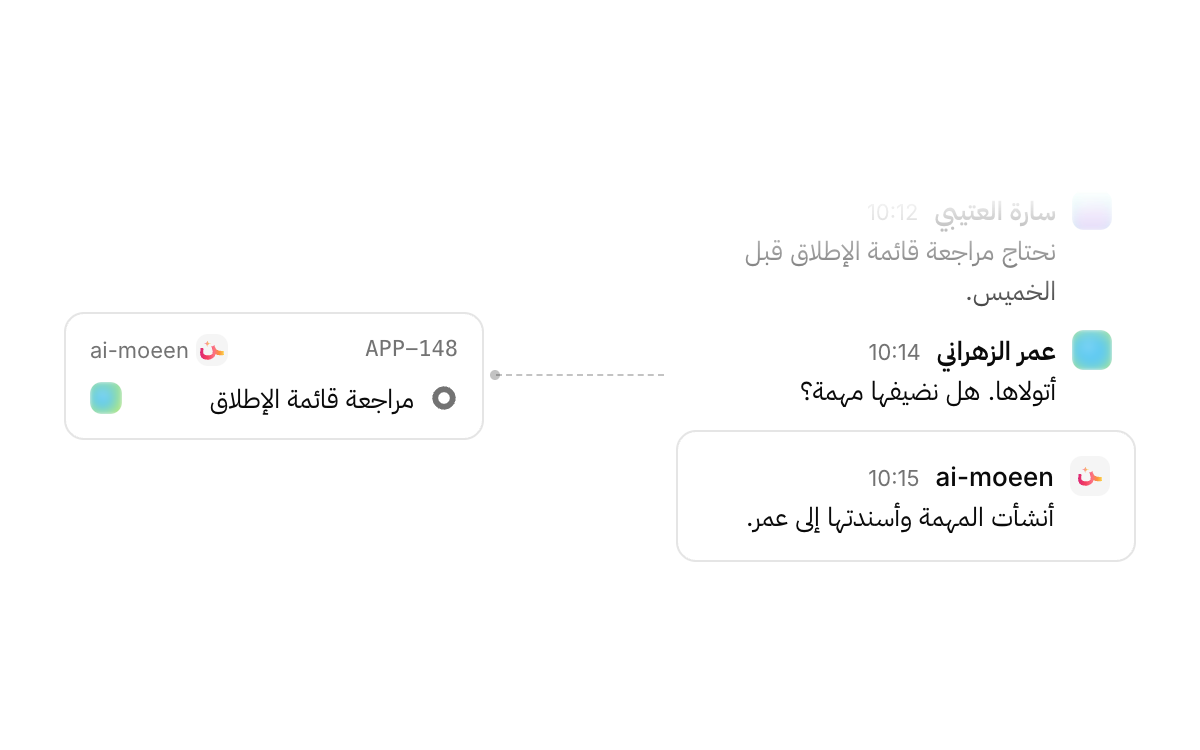 سارة العتيبي 10:12
نحتاج مراجعة قائمة الإطلاق قبل
الخميس.
عمر الزهراني 10:14
أتولاها. هل نضيفها مهمة؟
ai-moeen 10:15
أنشأت المهمة وأسندتها إلى عمر.
APP-148 ai-moeen
مراجعة قائمة الإطلاق